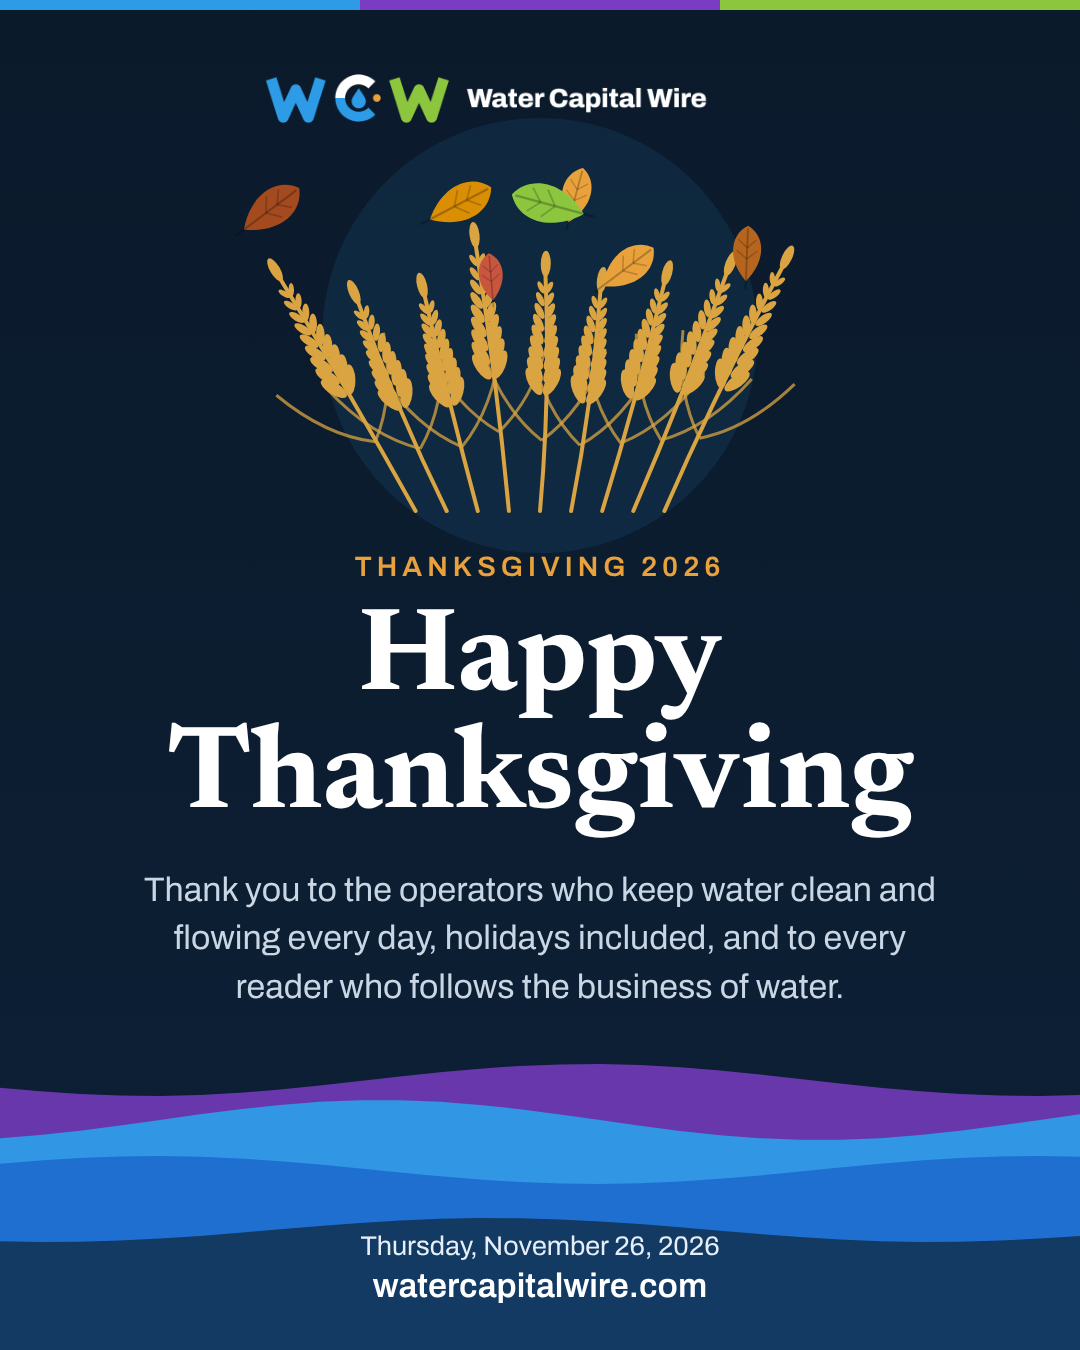 WCW Water Capital Wire
THANKSGIVING 2026
Happy
Thanksgiving
Thank you to the operators who keep water clean and
flowing every day, holidays included, and to every
reader who follows the business of water.
Thursday, November 26, 2026
watercapitalwire.com